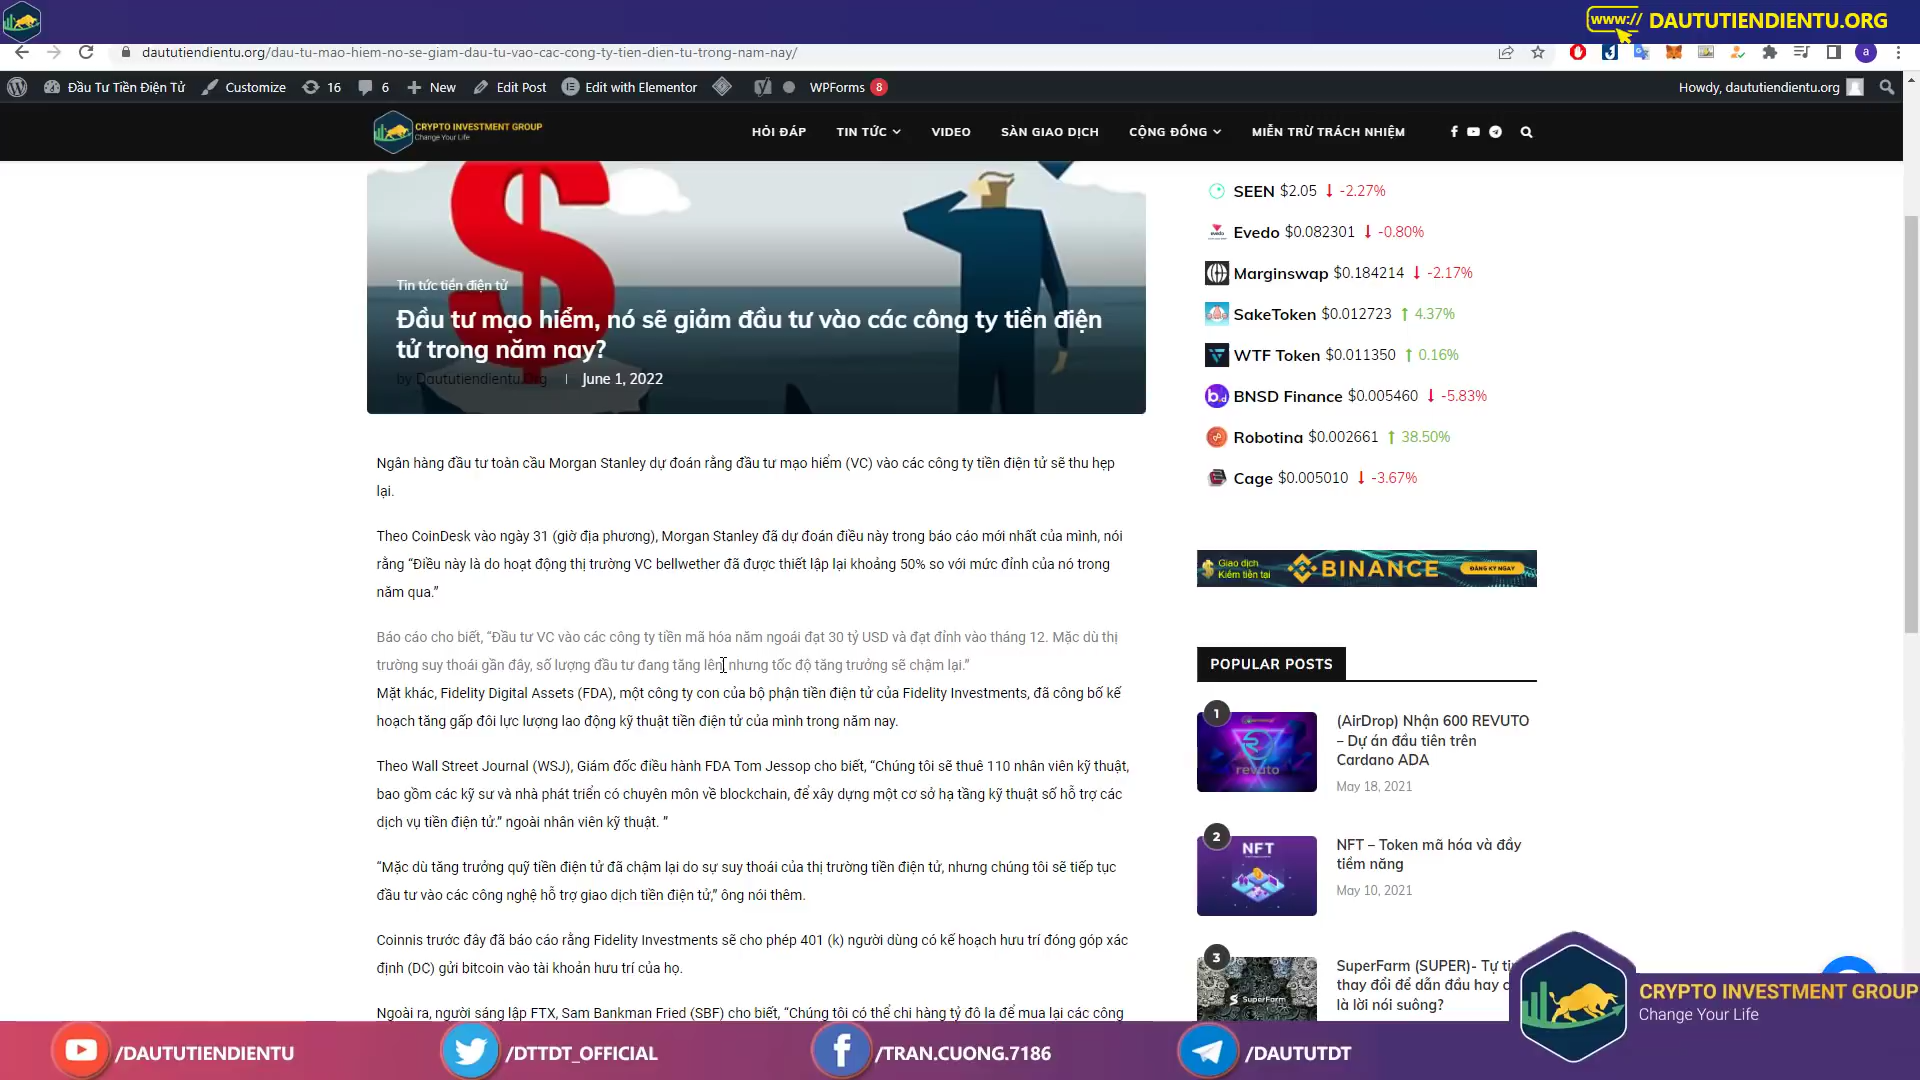 www:// DAUTUTIENDIENTU.ORG
dautuutiendientu.org/dau-tu-mao-hiem-no-se-giam-dau-tu-vao-cac-cong-ty-tien-dien-tu-trong-nam-nay/
Đầu Tư Tiền Điện Tử Customize 16 6 New Edit Post Edit with Elementor WPForms 8 Howdy, dautututiendientu.org
CRYPTO INVESTMENT GROUP
Change Your Life
HỎI ĐÁP TIN TỨC VIDEO SÀN GIAO DỊCH CỘNG ĐỒNG MIỄN TRỪ TRÁCH NHIỆM
Tin tức tiền điện tử
Đầu tư mạo hiểm, nó sẽ giảm đầu tư vào các công ty tiền điện
tử trong năm nay?
by Dautututiendientu.Org June 1, 2022
Ngân hàng đầu tư toàn cầu Morgan Stanley dự đoán rằng đầu tư mạo hiểm (VC) vào các công ty tiền điện tử sẽ thu hẹp
lại.
Theo CoinDesk vào ngày 31 (giờ địa phương), Morgan Stanley đã dự đoán điều này trong báo cáo mới nhất của mình, nói
rằng “Điều này là do hoạt động thị trường VC bellwether đã được thiết lập lại khoảng 50% so với mức đỉnh của nó trong
năm qua.”
Báo cáo cho biết, “Đầu tư VC vào các công ty tiền mã hóa năm ngoái đạt 30 tỷ USD và đạt đỉnh vào tháng 12. Mặc dù thị
trường suy thoái gần đây, số lượng đầu tư đang tăng lên, nhưng tốc độ tăng trưởng sẽ chậm lại.”
Mặt khác, Fidelity Digital Assets (FDA), một công ty con của bộ phận tiền điện tử của Fidelity Investments, đã công bố kế
hoạch tăng gấp đôi lực lượng lao động kỹ thuật tiền điện tử của mình trong năm nay.
Theo Wall Street Journal (WSJ), Giám đốc điều hành FDA Tom Jessop cho biết, “Chúng tôi sẽ thuê 110 nhân viên kỹ thuật,
bao gồm các kỹ sư và nhà phát triển có chuyên môn về blockchain, để xây dựng một cơ sở hạ tầng kỹ thuật số hỗ trợ các
dịch vụ tiền điện tử.” ngoài nhân viên kỹ thuật. ”
“Mặc dù tăng trưởng quỹ tiền điện tử đã chậm lại do sự suy thoái của thị trường tiền điện tử, nhưng chúng tôi sẽ tiếp tục
đầu tư vào các công nghệ hỗ trợ giao dịch tiền điện tử,” ông nói thêm.
Coinnis trước đây đã báo cáo rằng Fidelity Investments sẽ cho phép 401 (k) người dùng có kế hoạch hưu trí đóng góp xác
định (DC) gửi bitcoin vào tài khoản hưu trí của họ.
Ngoài ra, người sáng lập FTX, Sam Bankman Fried (SBF) cho biết, “Chúng tôi có thể chi hàng tỷ đô la để mua lại các công
SEEN $2.05 -2.27%
Evedo $0.082301 -0.80%
Marginswap $0.184214 -2.17%
SakeToken $0.012723 4.37%
WTF Token $0.011350 0.16%
BNSD Finance $0.005460 -5.83%
Robotina $0.002661 38.50%
Cage $0.005010 -3.67%
Giao dịch
Kiếm tiền tại
BINANCE ĐĂNG KÝ NGAY
POPULAR POSTS
1
revuto
(AirDrop) Nhận 600 REVUTO
– Dự án đầu tiên trên
Cardano ADA
May 18, 2021
2
NFT
NFT – Token mã hóa và đầy
tiềm năng
May 10, 2021
3
SuperFarm
SuperFarm (SUPER)- Tự ti
thay đổi để dẫn đầu hay c
là lời nói suông?
CRYPTO INVESTMENT GROUP
Change Your Life
/DAUTUTIENDIENTU /DTTDT_OFFICIAL /TRAN.CUONG.7186 /DAUTUTDT